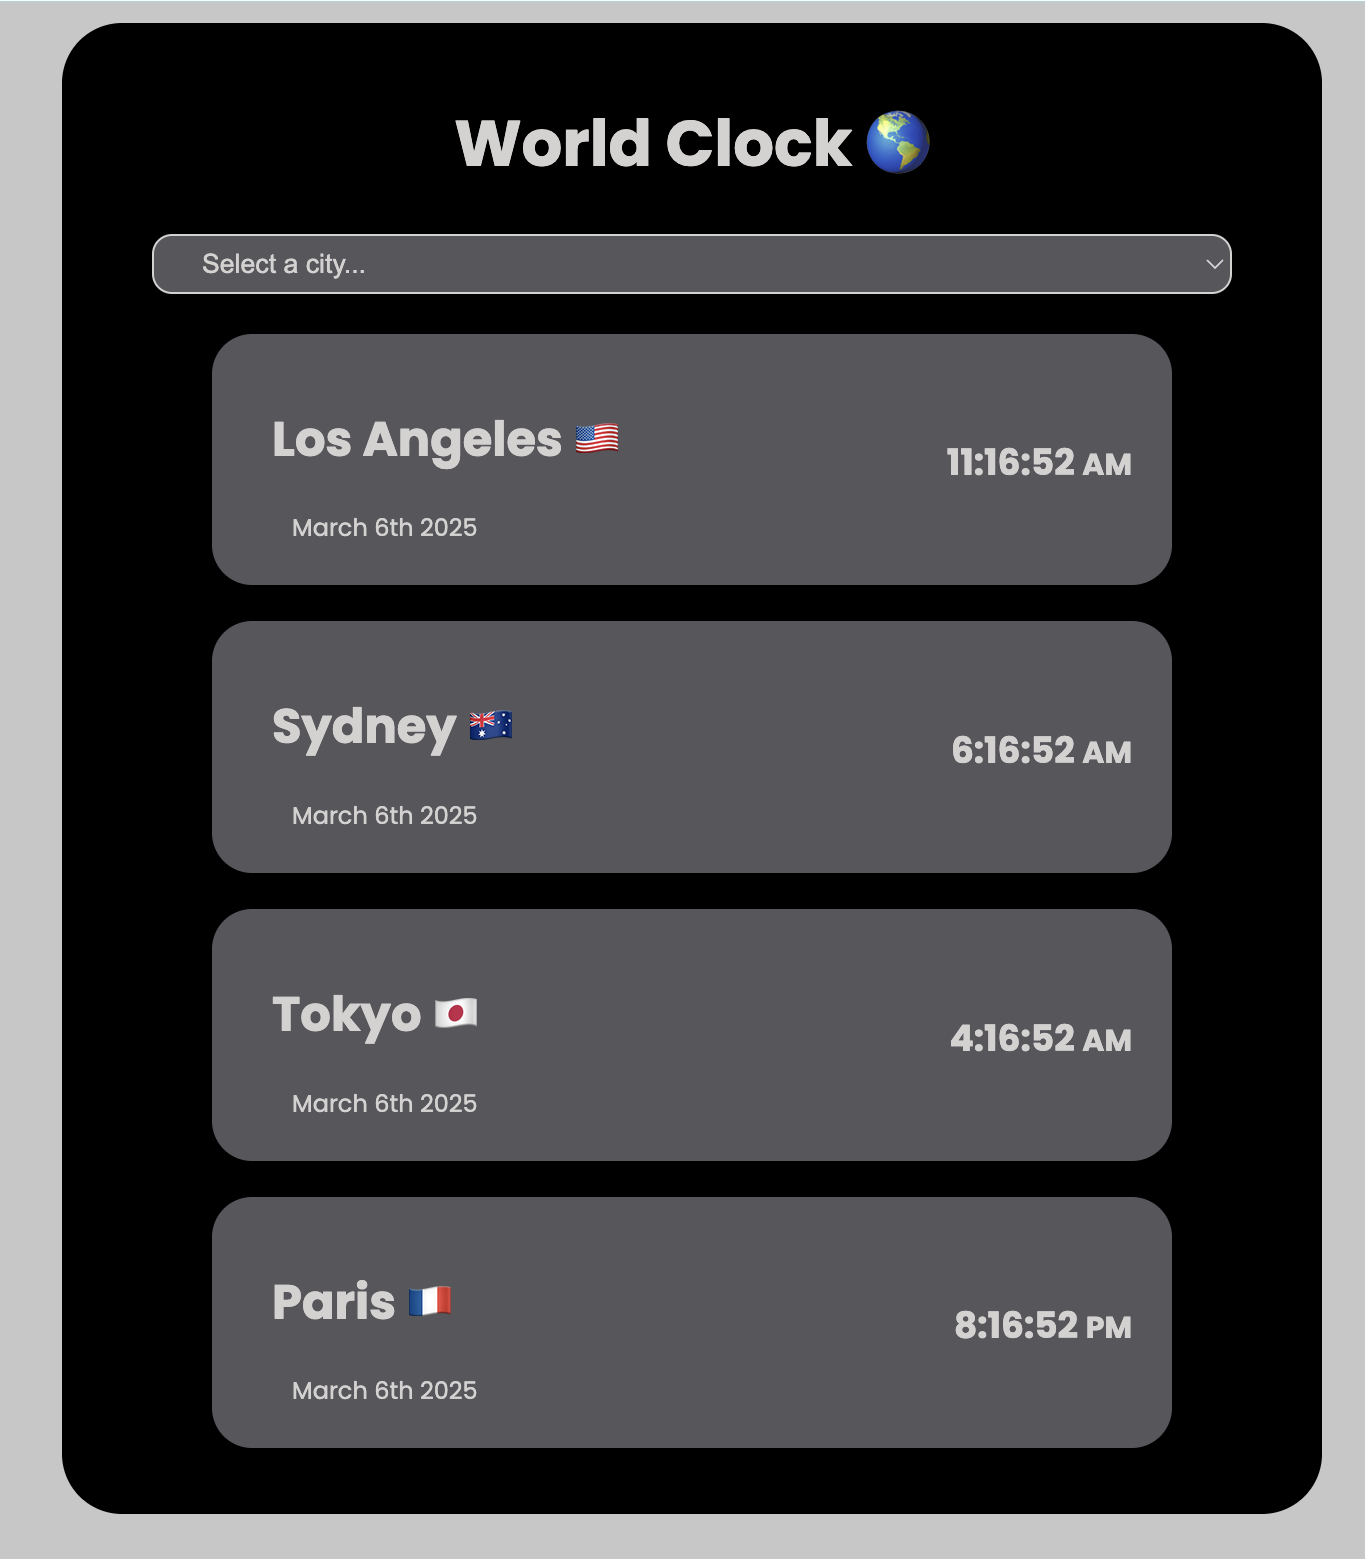 World Clock
Select a city...
Los Angeles
11:16:52 AM
March 6th 2025
Sydney
6:16:52 AM
March 6th 2025
Tokyo
4:16:52 AM
March 6th 2025
Paris
8:16:52 PM
March 6th 2025